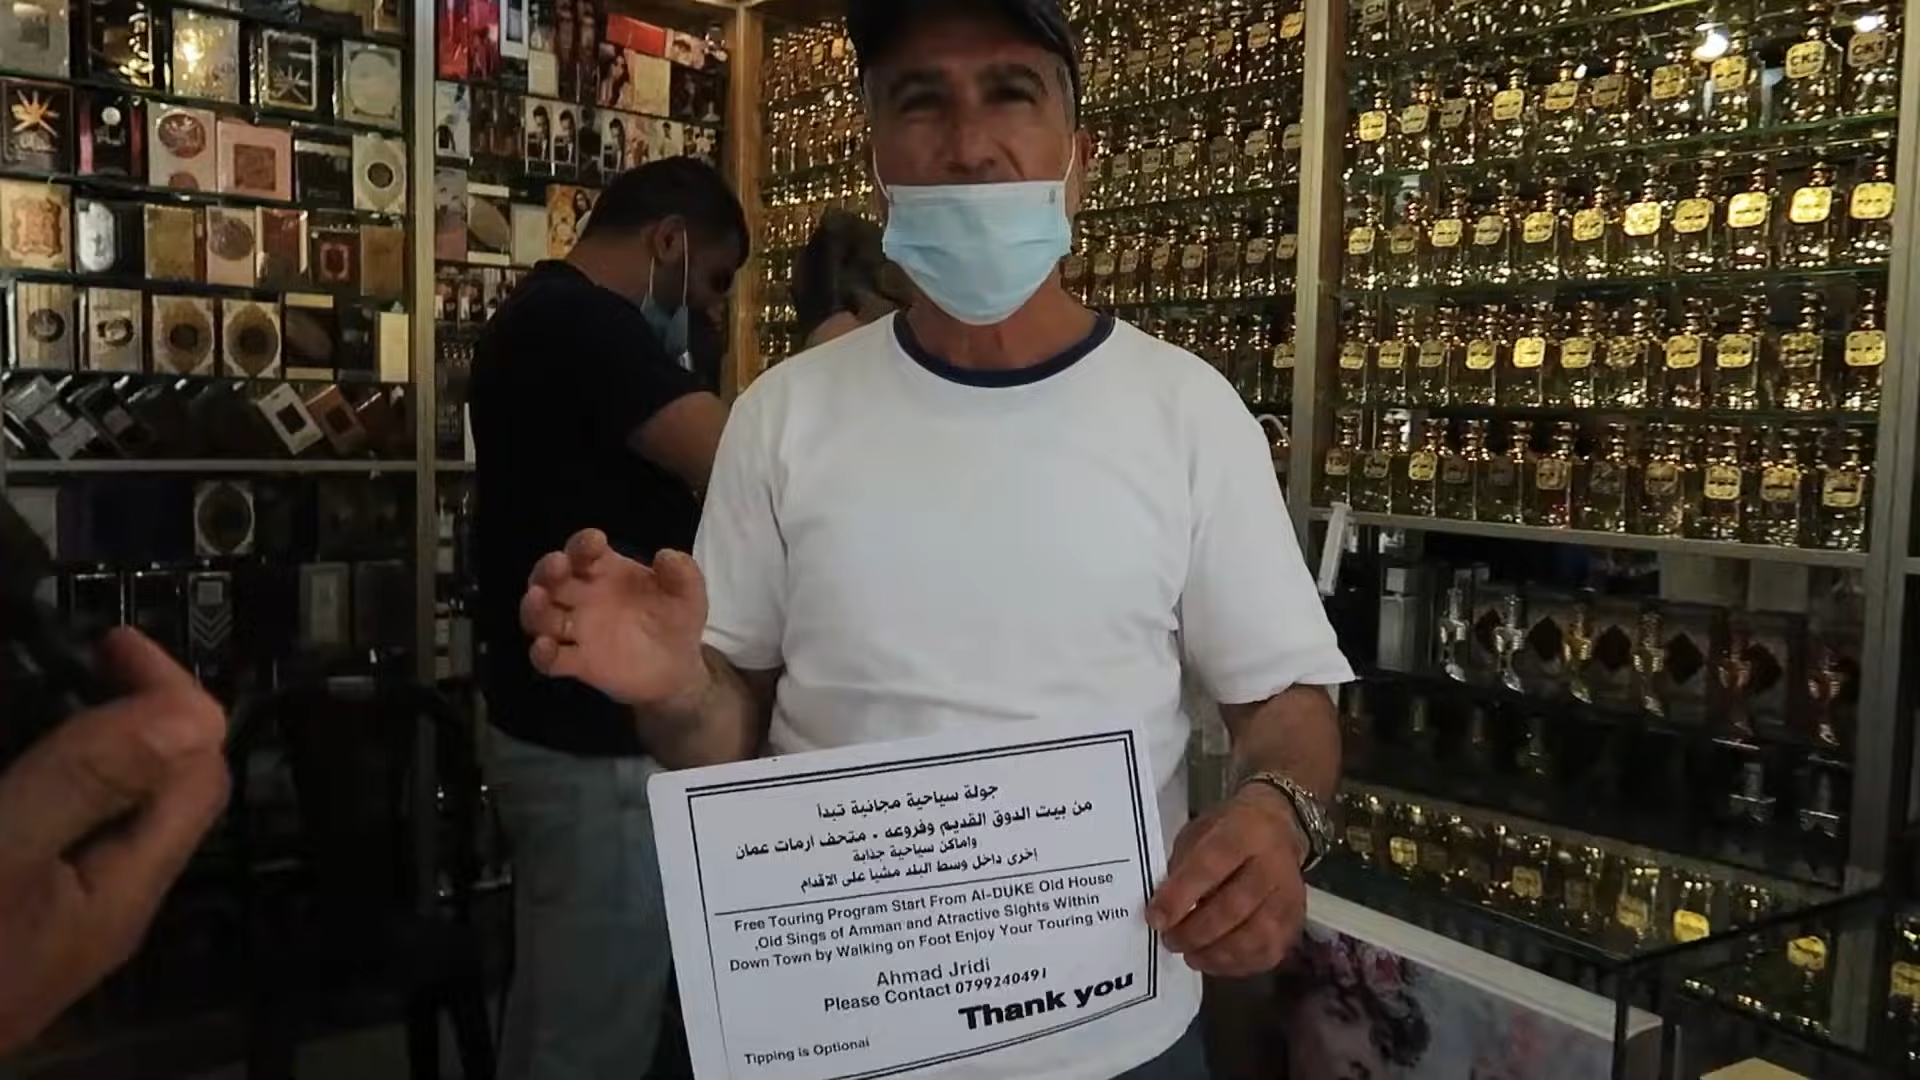 جولة سياحية مجانية تبدأ
من بيت الدوق القديم وفروعه . متحف أرمات عمان
واماكن سياحية جذابة
إخرى داخل وسط البلد مشيا على الاقدام
Free Touring Program Start From Al-DUKE Old House
,Old Sings of Amman and Atractive Sights Within
Down Town by Walking on Foot Enjoy Your Touring With
Ahmad Jridi
Please Contact 0799240491
Thank you
Tipping is Optional